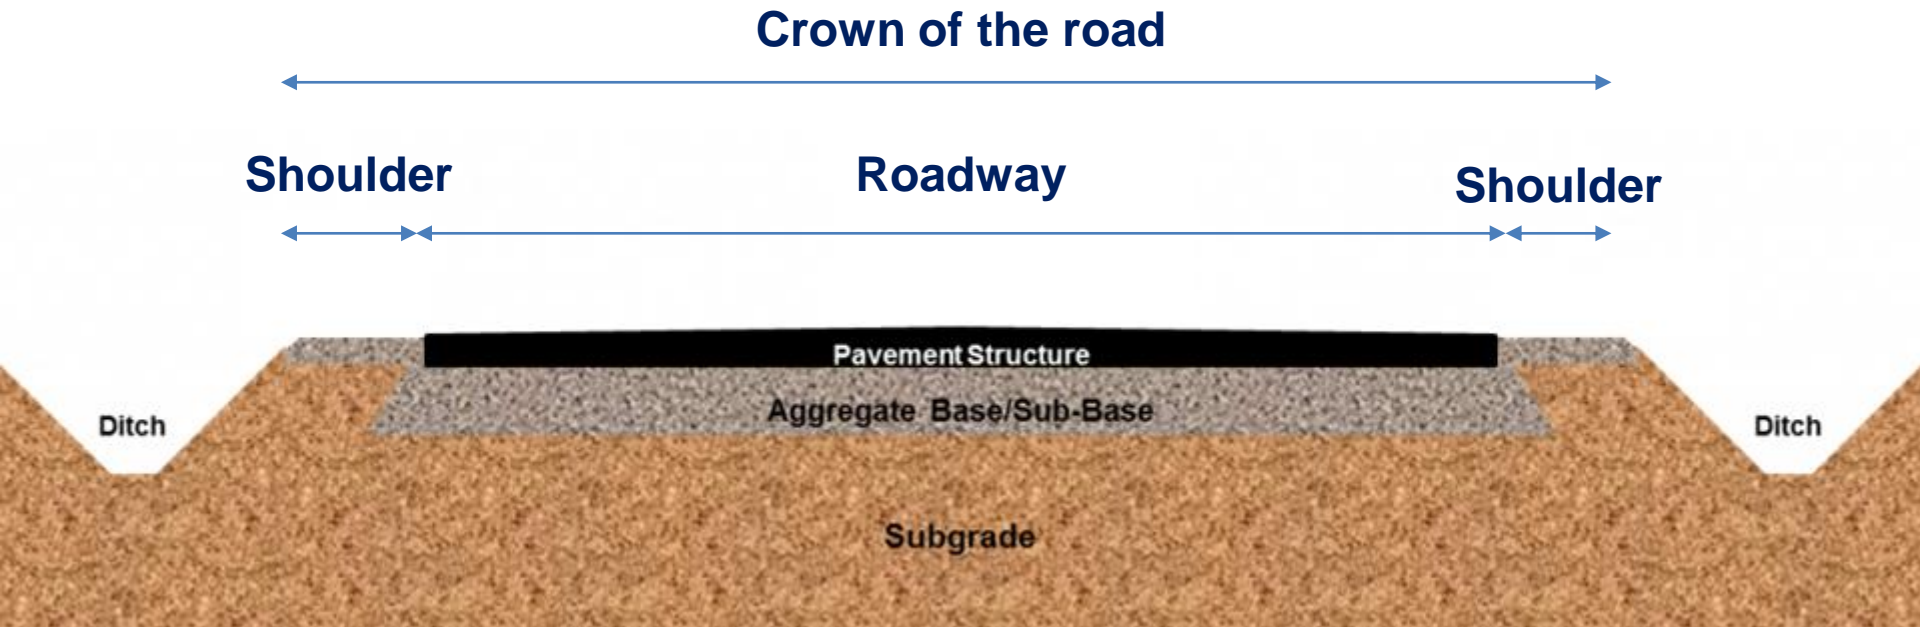 Crown of the road
Shoulder
Roadway
Shoulder
Pavement Structure
Aggregate Base/Sub-Base
Ditch
Ditch
Subgrade